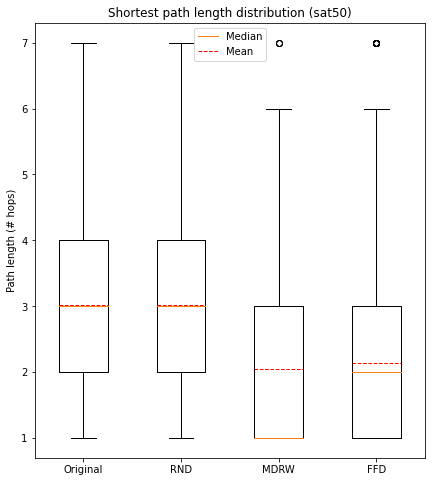 Shortest path length distribution (sat50)
Median
Mean
Path length (# hops)
7
6
5
4
3
2
1
Original
RND
MDRW
FFD